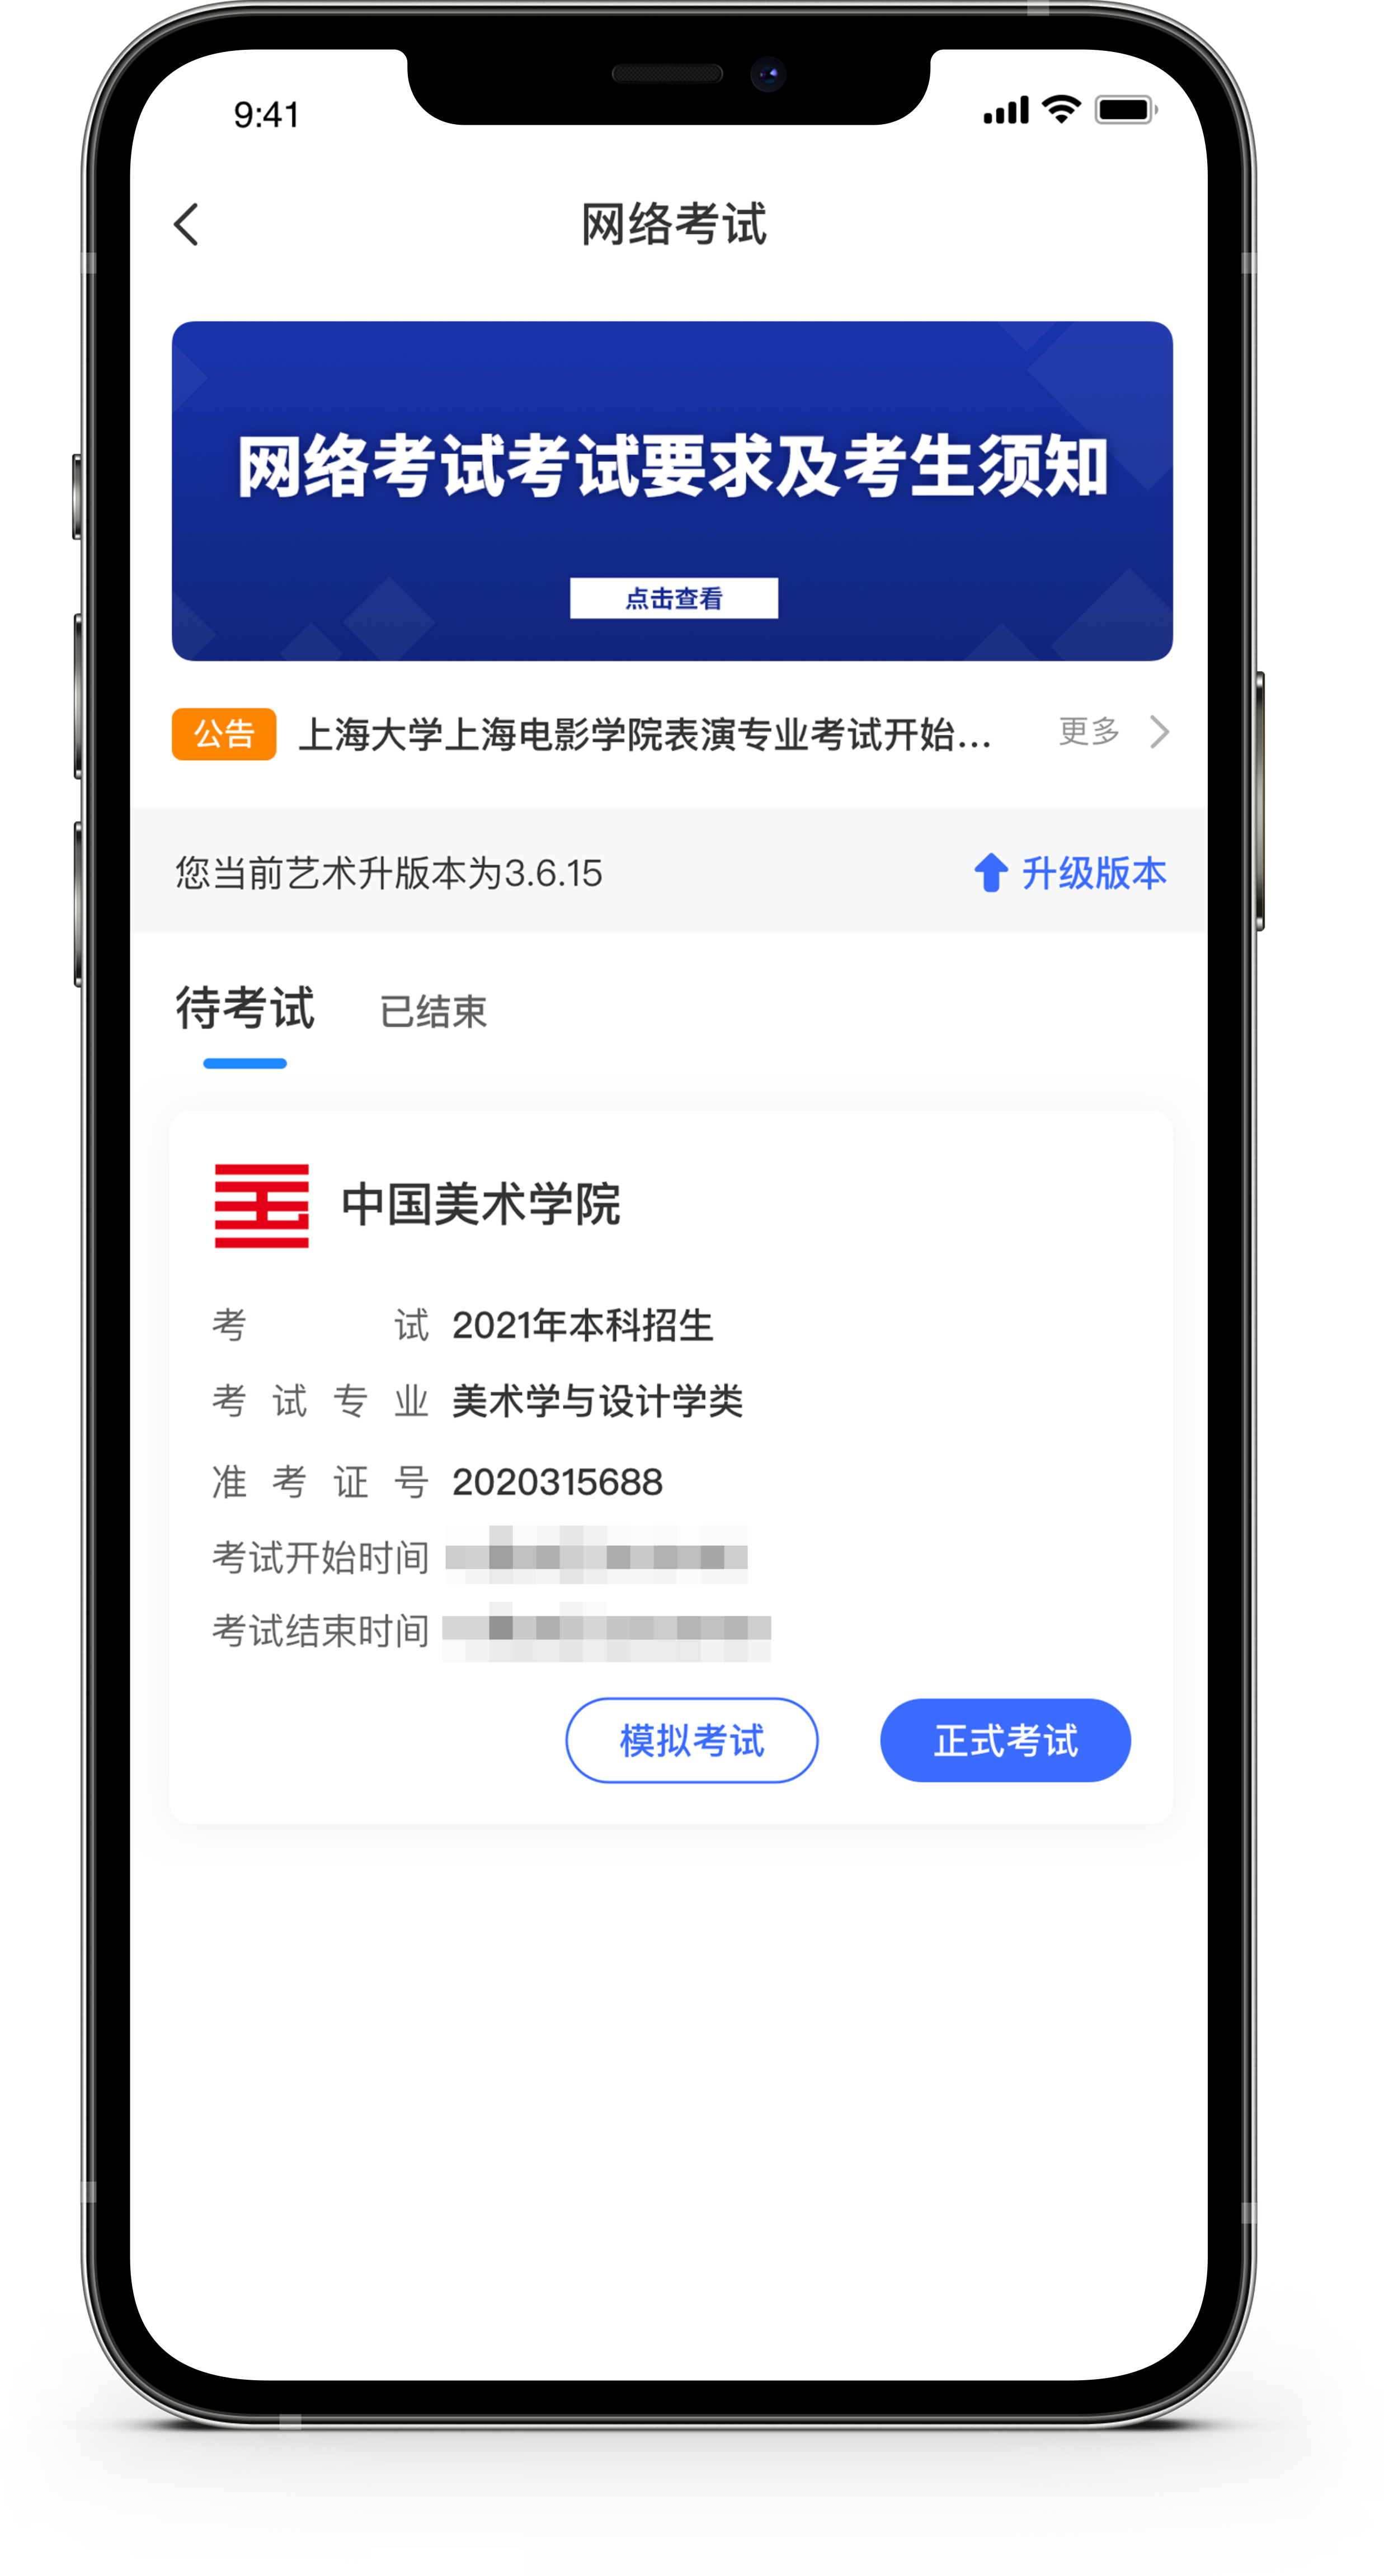 9:41
网络考试
网络考试考试要求及考生须知
点击查看
公告 上海大学上海电影学院表演专业考试开始... 更多
您当前艺术升版本为3.6.15 升级版本
待考试 已结束
中国美术学院
考试 2021年本科招生
考试专业 美术学与设计学类
准考证号 2020315688
考试开始时间
考试结束时间
模拟考试 正式考试